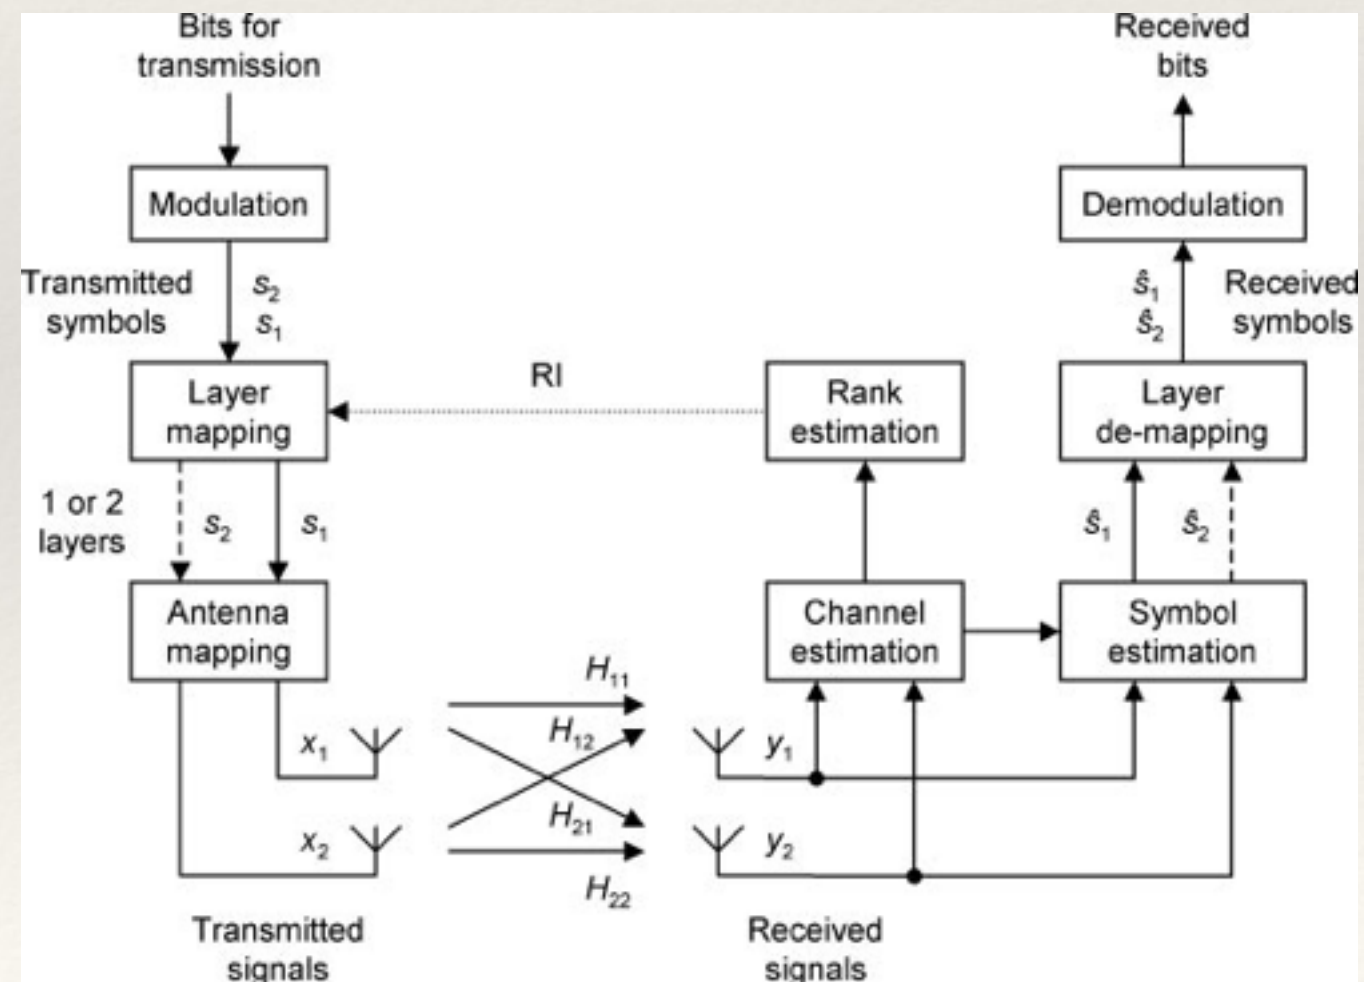 Bits for
transmission
Received
bits
Modulation
Demodulation
Transmitted
symbols
s₂
s₁
ŝ₁
ŝ₂
Received
symbols
Layer
mapping
RI
Rank
estimation
Layer
de-mapping
1 or 2
layers
s₂
s₁
ŝ₁
ŝ₂
Antenna
mapping
Channel
estimation
Symbol
estimation
H₁₁
H₁₂
x₁
y₁
H₂₁
x₂
y₂
H₂₂
Transmitted
signals
Received
signals